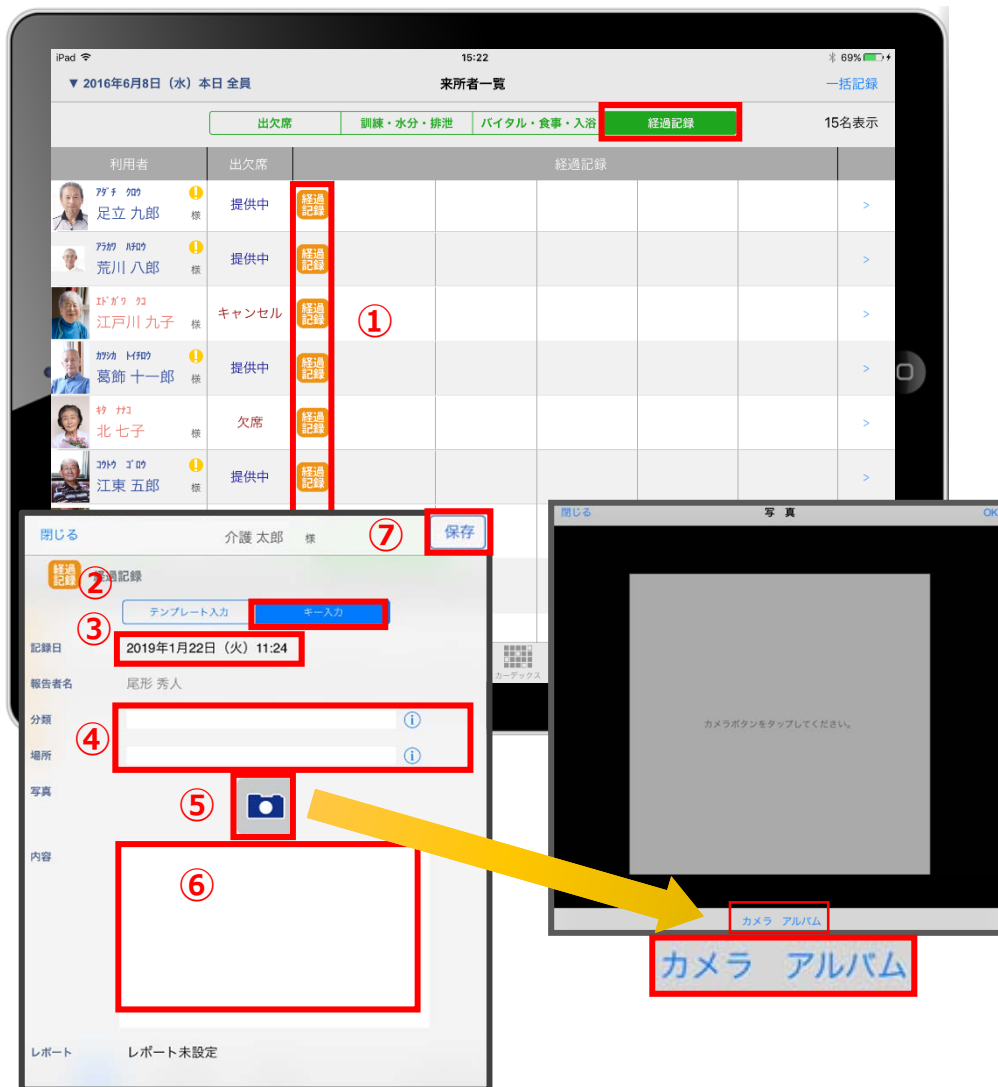 iPad 15:22 69%
▼ 2016年6月8日（水）本日 全員 来所者一覧 一括記録
出欠席 訓練・水分・排泄 バイタル・食事・入浴 経過記録 15名表示
利用者 出欠席 経過記録
ｱﾀﾞﾁ ｸﾛｳ
足立 九郎 様 提供中 経過記録 >
ｱﾗｶﾜ ﾊﾁﾛｳ
荒川 八郎 様 提供中 経過記録 >
ｴﾄﾞｶﾞﾜ ｸｺ
江戸川 九子 様 キャンセル 経過記録 ① >
ｶﾂｼｶ ﾄｲﾁﾛｳ
葛飾 十一郎 様 提供中 経過記録 >
ｷﾀ ﾅﾅｺ
北 七子 様 欠席 経過記録 >
ｺｳﾄｳ ｺﾞﾛｳ
江東 五郎 様 提供中 経過記録 >
閉じる 介護 太郎 様 ⑦ 保存
経過記録 ② 経過記録
テンプレート入力 キー入力
③
記録日 2019年1月22日（火）11:24
報告者名 尾形 秀人
分類
④
場所
写真 ⑤
内容
⑥
レポート レポート未設定
カーデックス
閉じる 写 真 OK
カメラボタンをタップしてください。
カメラ アルバム
カメラ アルバム